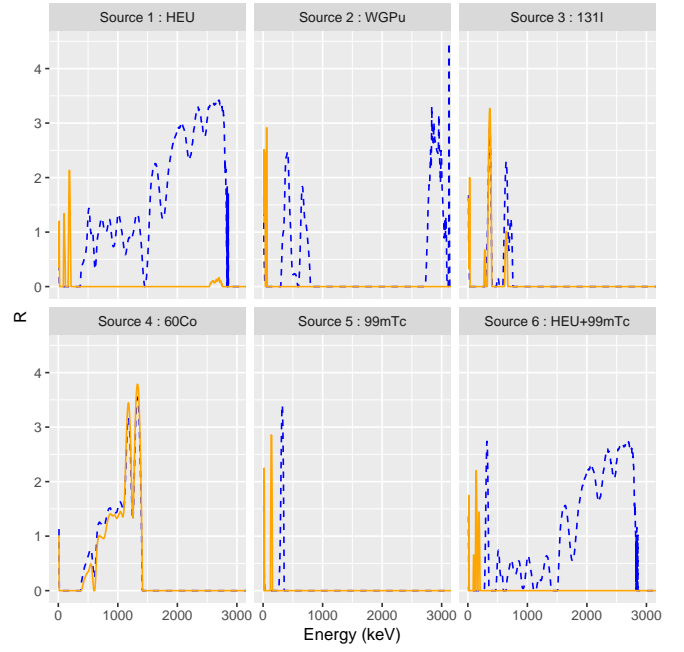 Source 1 : HEU
Source 2 : WGPu
Source 3 : 131I
4
3
2
1
0
R
Source 4 : 60Co
Source 5 : 99mTc
Source 6 : HEU+99mTc
4
3
2
1
0
0 1000 2000 3000
0 1000 2000 3000
0 1000 2000 3000
Energy (keV)